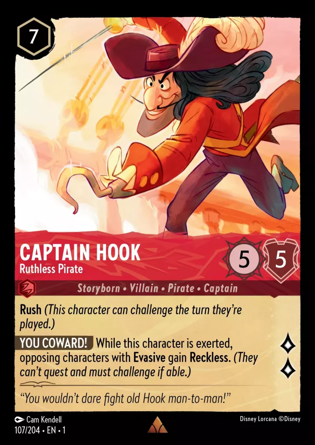 7
CAPTAIN HOOK
Ruthless Pirate
5 5
Storyborn • Villain • Pirate • Captain
Rush (This character can challenge the turn they're
played.)
YOU COWARD! While this character is exerted,
opposing characters with Evasive gain Reckless. (They
can't quest and must challenge if able.)
“You wouldn't dare fight old Hook man-to-man!”
Cam Kendell
107/204 • EN • 1
Disney Lorcana ©Disney